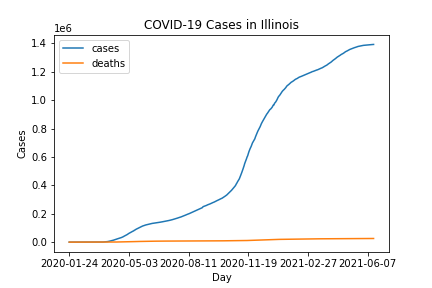 COVID-19 Cases in Illinois
1e6
cases
deaths
1.4
1.2
1.0
0.8
0.6
0.4
0.2
0.0
Cases
2020-01-24 2020-05-03 2020-08-11 2020-11-19 2021-02-27 2021-06-07
Day